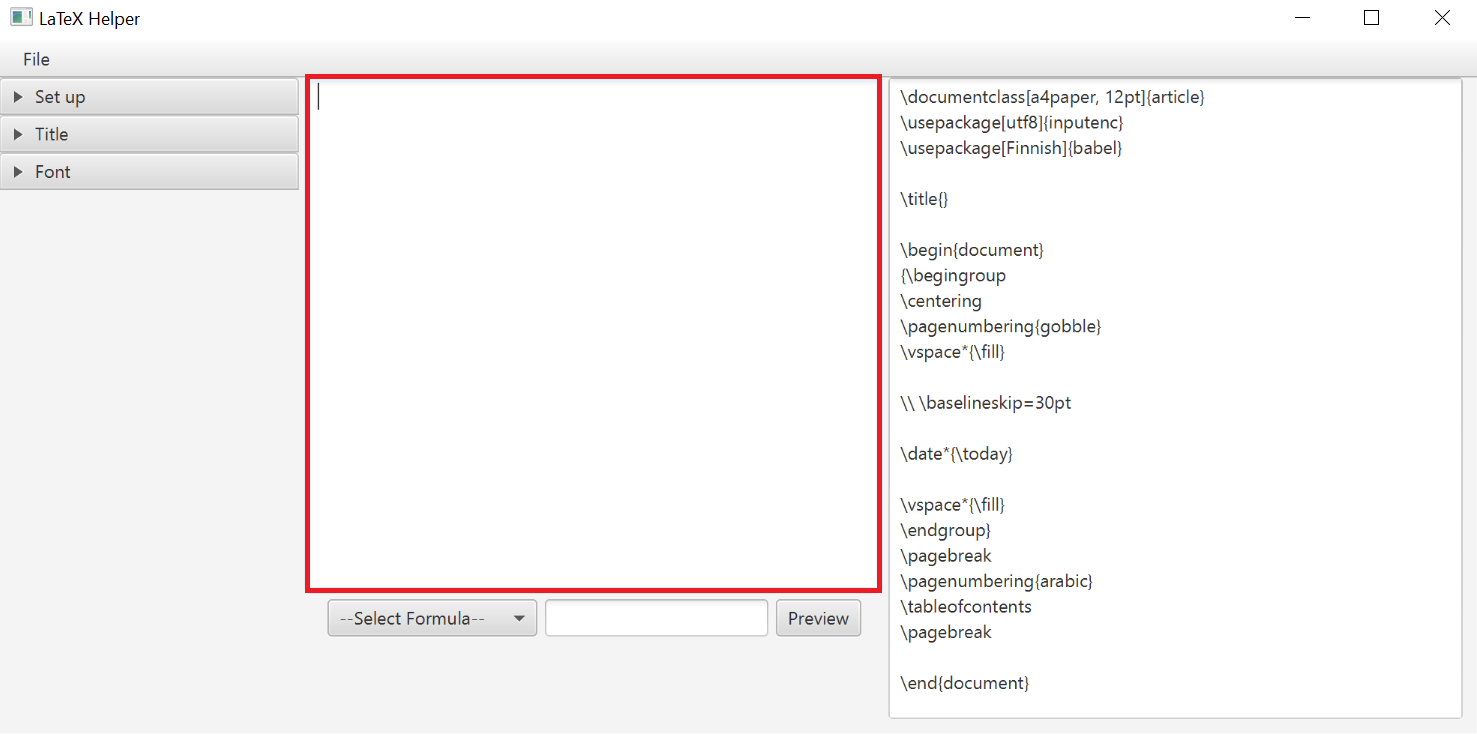 LaTeX Helper
File
Set up
Title
Font
--Select Formula--
Preview
\documentclass[a4paper, 12pt]{article}
\usepackage[utf8]{inputenc}
\usepackage[Finnish]{babel}
\title{}
\begin{document}
{\begingroup
\centering
\pagenumbering{gobble}
\vspace*{\fill}
\\ \baselineskip=30pt
\date*{\today}
\vspace*{\fill}
\endgroup}
\pagebreak
\pagenumbering{arabic}
\tableofcontents
\pagebreak
\end{document}